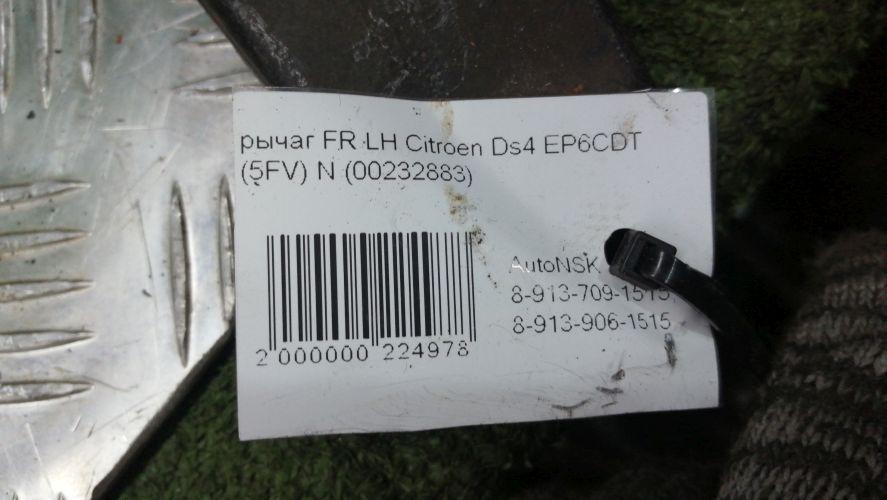 рычаг FR LH Citroen Ds4 EP6CDT
(5FV) N (00232883)
AutoNSK
8-913-709-1515
8-913-906-1515
2 000000 224978